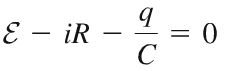 ℰ − iR − q/C = 0